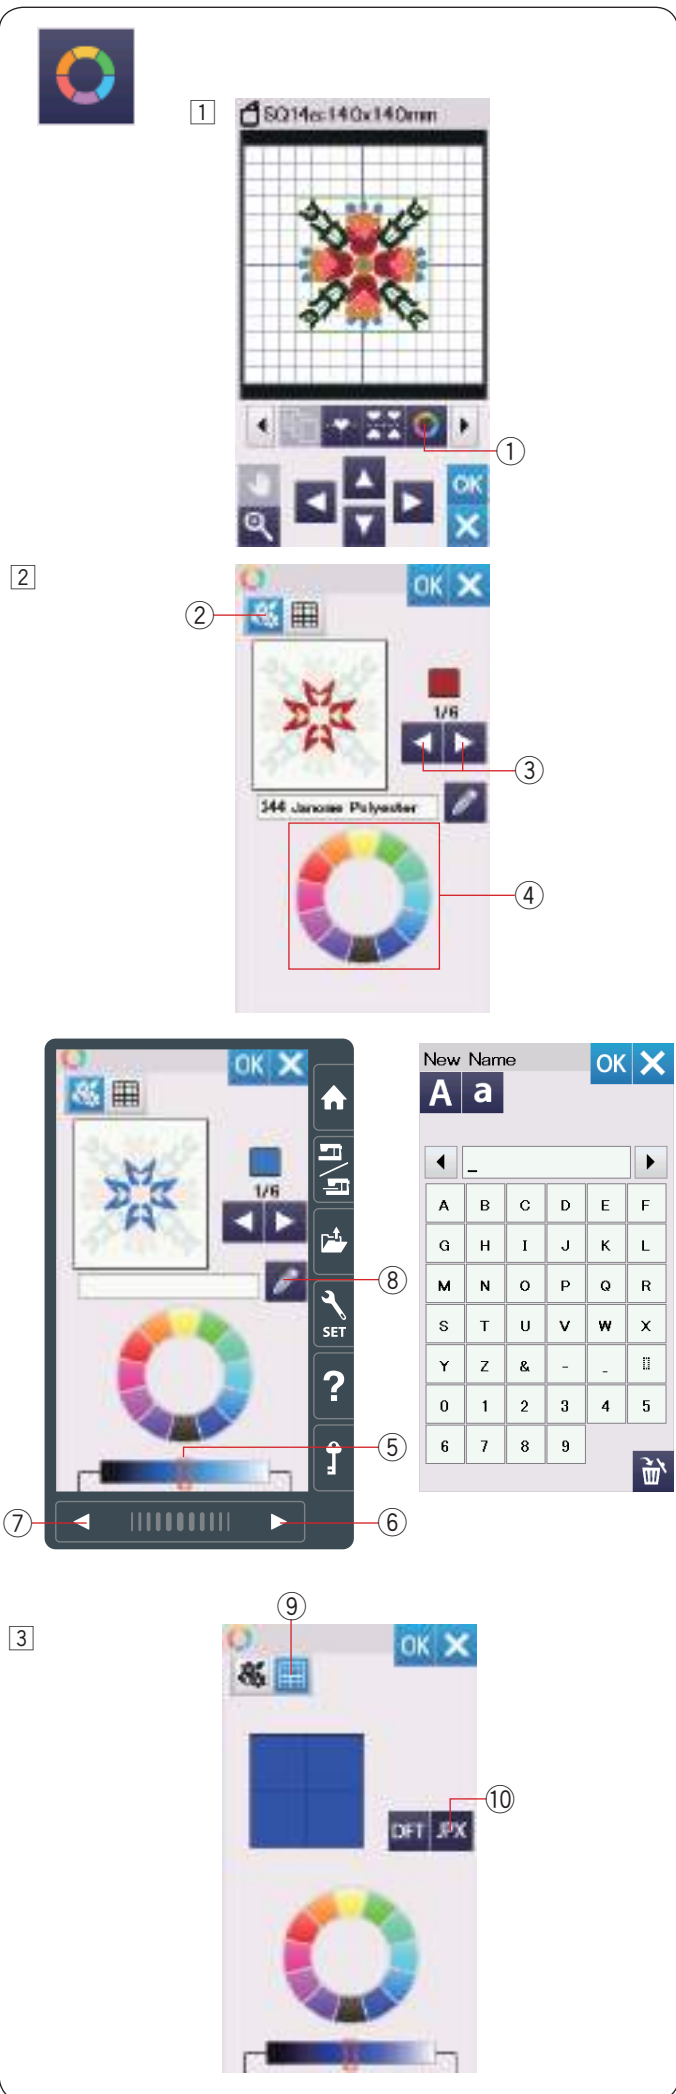 1
SQ14c:140x140mm
OK
①
2
OK
②
1/6
③
344 Janome Polyester
④
OK
1/6
⑧
SET
?
⑤
⑦
⑥
New Name OK
A a
_
A B C D E F
G H I J K L
M N O P Q R
S T U V W X
Y Z & - _
0 1 2 3 4 5
6 7 8 9
⑨
3
OK
⑩
DFT JPX